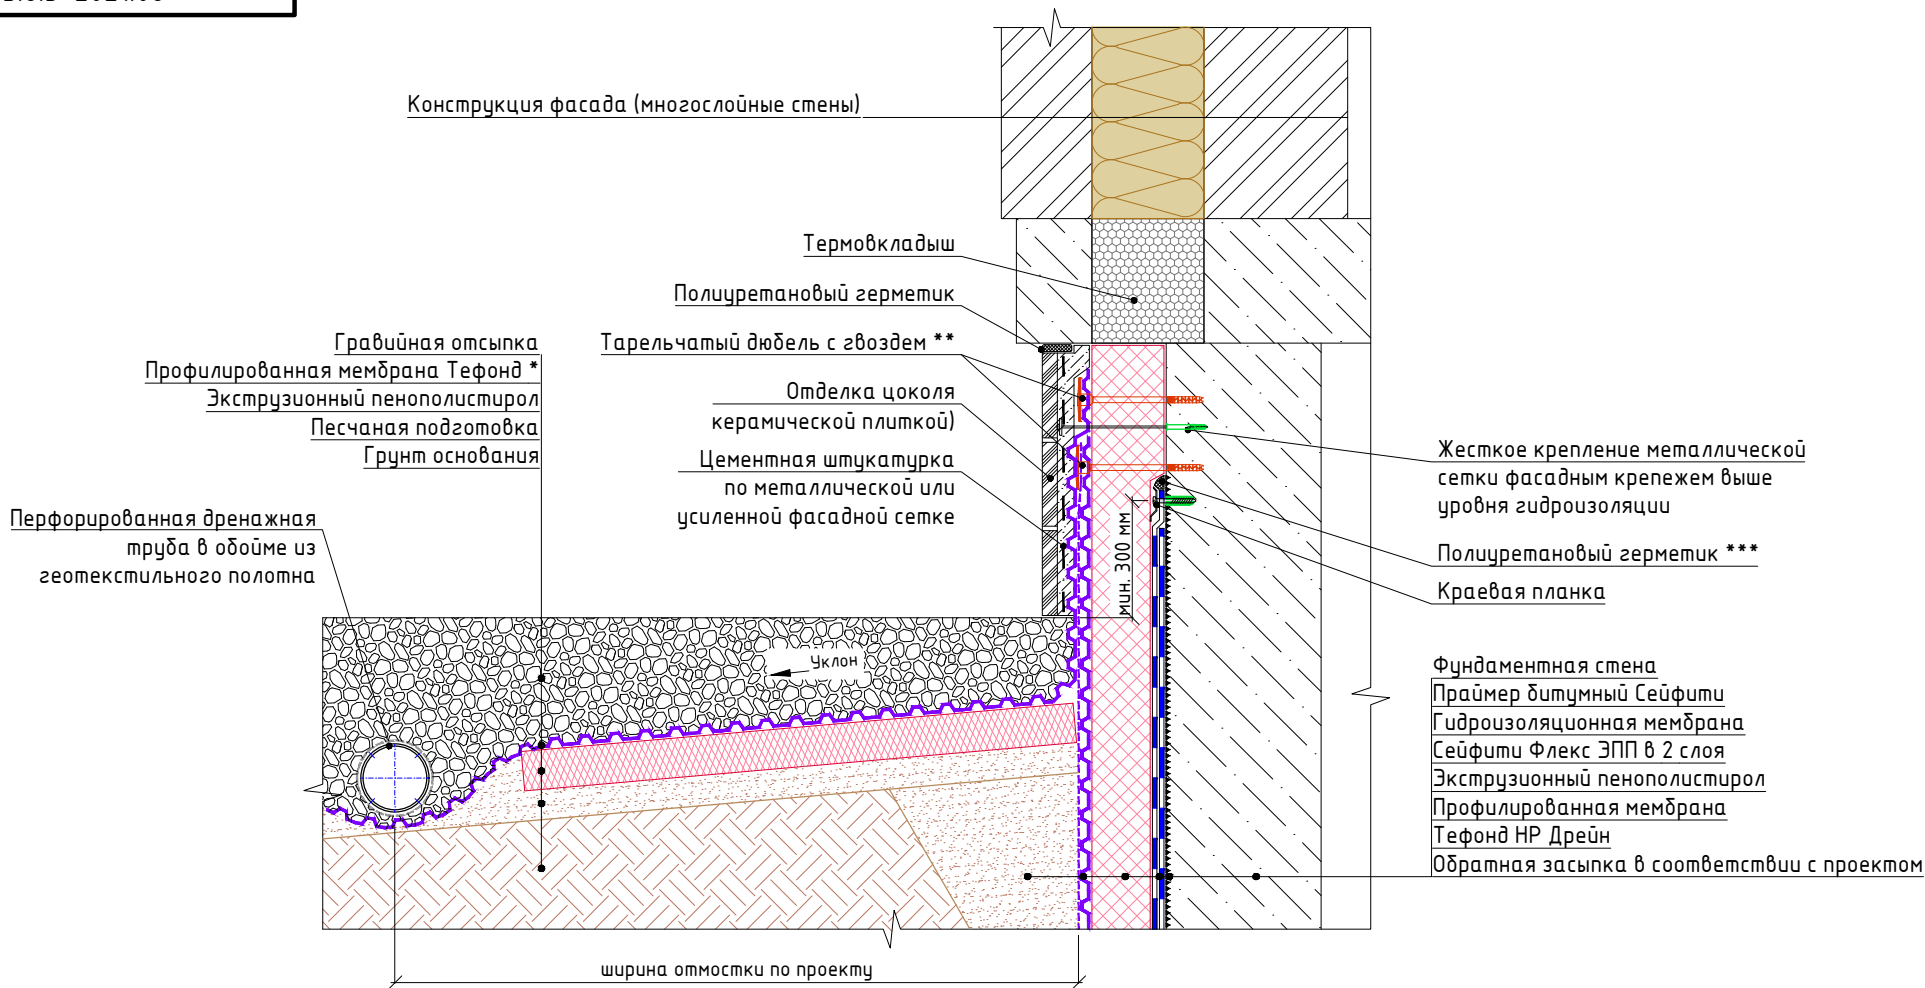 Конструкция фасада (многослойные стены)
Термовкладыш
Полиуретановый герметик
Тарельчатый дюбель с гвоздем **
Отделка цоколя
керамической плиткой)
Цементная штукатурка
по металлической или
усиленной фасадной сетке
Гравийная отсыпка
Профилированная мембрана Тефонд *
Экструзионный пенополистирол
Песчаная подготовка
Грунт основания
Перфорированная дренажная
труба в обойме из
геотекстильного полотна
Уклон
мин. 300 мм
Жесткое крепление металлической
сетки фасадным крепежем выше
уровня гидроизоляции
Полиуретановый герметик ***
Краевая планка
Фундаментная стена
Праймер битумный Сейфити
Гидроизоляционная мембрана
Сейфити Флекс ЭПП в 2 слоя
Экструзионный пенополистирол
Профилированная мембрана
Тефонд НР Дрейн
Обратная засыпка в соответствии с проектом
ширина отмостки по проекту